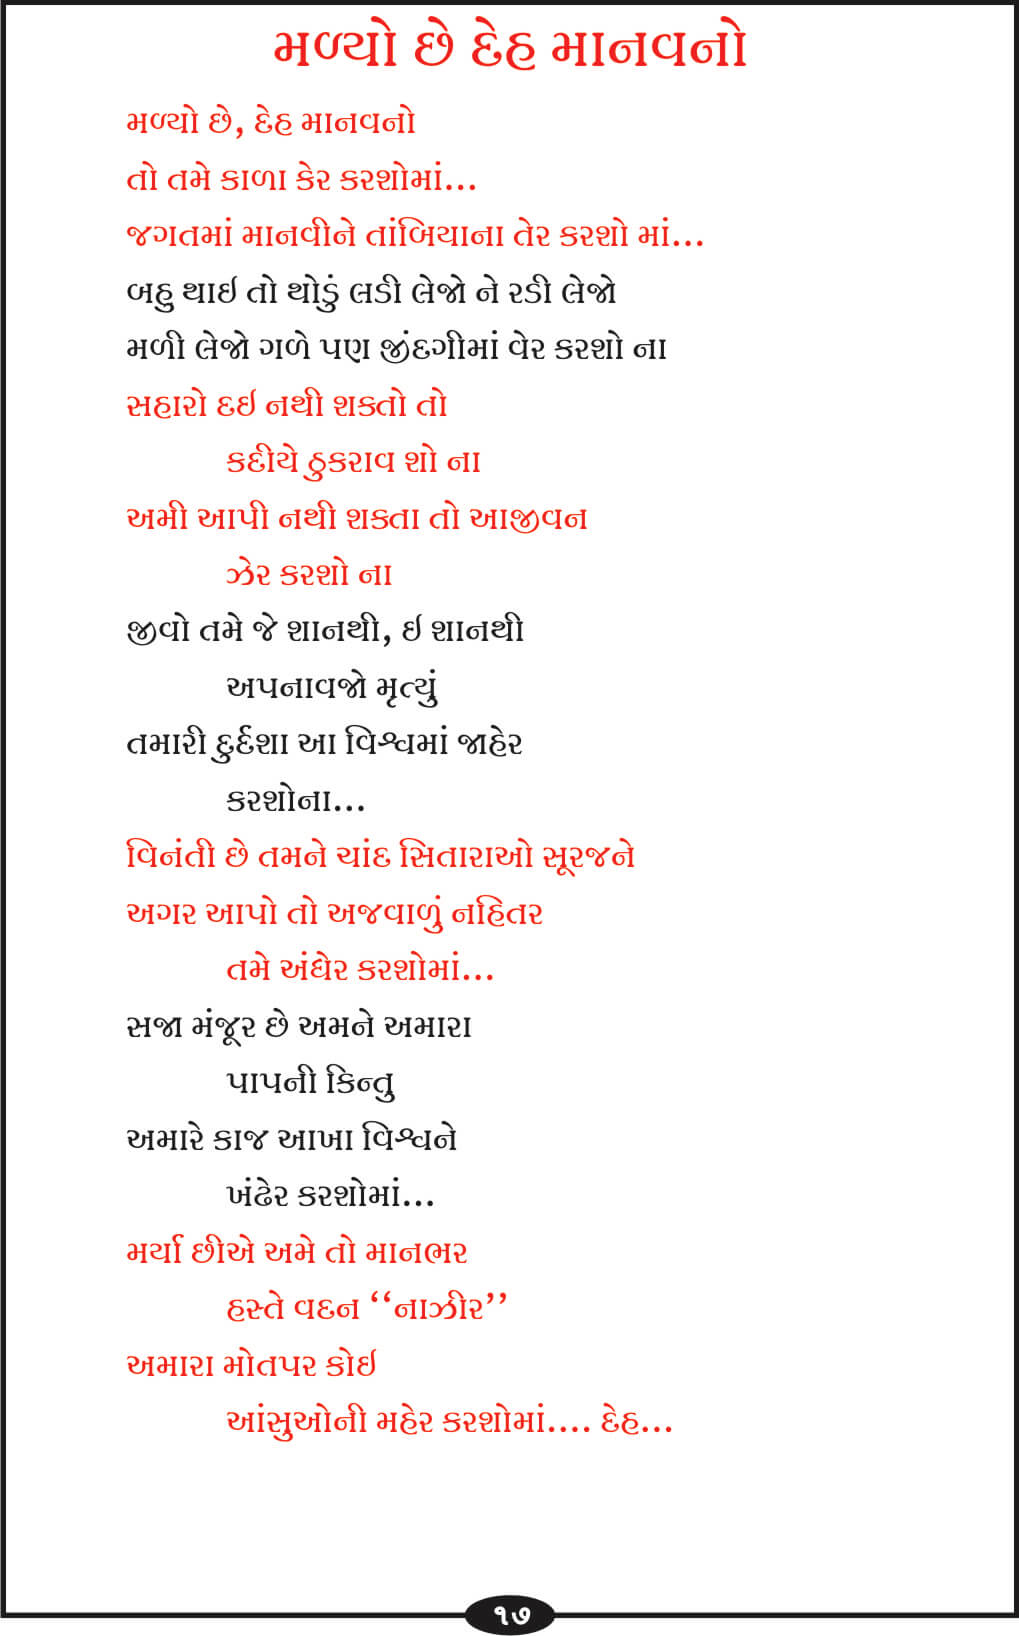 મળ્યો છે દેહ માનવનો
મળ્યો છે, દેહ માનવનો
તો તમે કાળા કેર કરશોમાં...
જગતમાં માનવીને તાંબિયાના તેર કરશો માં...
બહુ થાઇ તો થોડું લડી લેજો ને રડી લેજો
મળી લેજો ગળે પણ જીંદગીમાં વેર કરશો ના
સહારો દઇ નથી શક્તો તો
કદીયે ઠુકરાવ શો ના
અમી આપી નથી શક્તા તો આજીવન
ઝેર કરશો ના
જીવો તમે જે શાનથી, ઇ શાનથી
અપનાવજો મૃત્યું
તમારી દુર્દશા આ વિશ્વમાં જાહેર
કરશોના...
વિનંતી છે તમને ચાંદ સિતારાઓ સૂરજને
અગર આપો તો અજવાળું નહિતર
તમે અંધેર કરશોમાં...
સજા મંજૂર છે અમને અમારા
પાપની કિન્તુ
અમારે કાજ આખા વિશ્વને
ખંઢેર કરશોમાં...
મર્યા છીએ અમે તો માનભર
હસ્તે વદન ‘‘નાઝીર’’
અમારા મોતપર કોઇ
આંસુઓની મહેર કરશોમાં.... દેહ...
૧૭